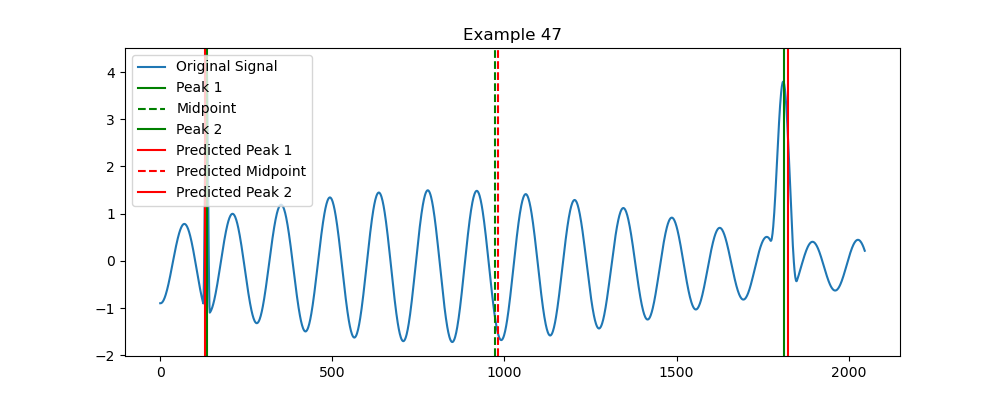 Example 47
Original Signal
Peak 1
Midpoint
Peak 2
Predicted Peak 1
Predicted Midpoint
Predicted Peak 2
4
3
2
1
0
−1
−2
0 500 1000 1500 2000